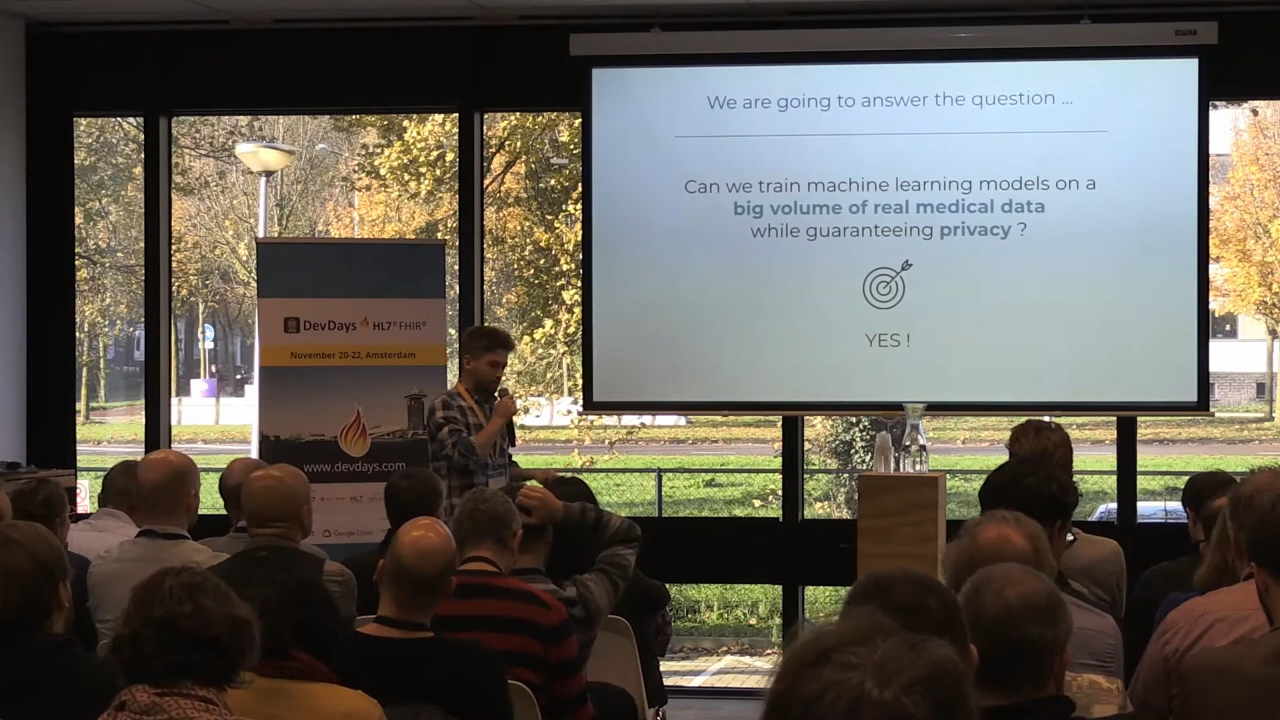 We are going to answer the question ...
Can we train machine learning models on a
big volume of real medical data
while guaranteeing privacy ?
YES !
DevDays HL7® FHIR®
November 20-22, Amsterdam
www.devdays.com
HL7
Google Cloud